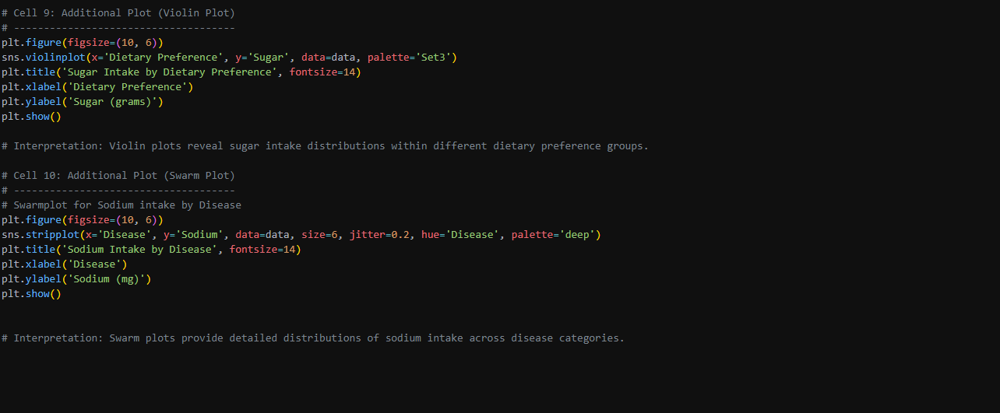 # Cell 9: Additional Plot (Violin Plot)
# -------------------------------------
plt.figure(figsize=(10, 6))
sns.violinplot(x='Dietary Preference', y='Sugar', data=data, palette='Set3')
plt.title('Sugar Intake by Dietary Preference', fontsize=14)
plt.xlabel('Dietary Preference')
plt.ylabel('Sugar (grams)')
plt.show()
# Interpretation: Violin plots reveal sugar intake distributions within different dietary preference groups.
# Cell 10: Additional Plot (Swarm Plot)
# -------------------------------------
# Swarmplot for Sodium intake by Disease
plt.figure(figsize=(10, 6))
sns.stripplot(x='Disease', y='Sodium', data=data, size=6, jitter=0.2, hue='Disease', palette='deep')
plt.title('Sodium Intake by Disease', fontsize=14)
plt.xlabel('Disease')
plt.ylabel('Sodium (mg)')
plt.show()
# Interpretation: Swarm plots provide detailed distributions of sodium intake across disease categories.